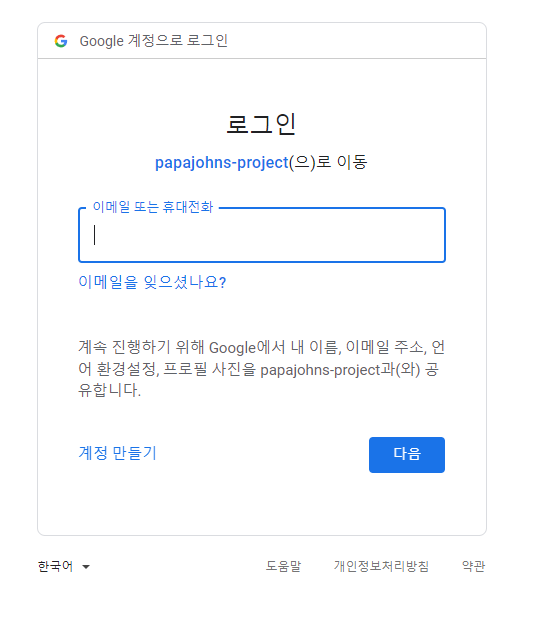 Google 계정으로 로그인
로그인
papajohns-project(으)로 이동
이메일 또는 휴대전화
이메일을 잊으셨나요?
계속 진행하기 위해 Google에서 내 이름, 이메일 주소, 언
어 환경설정, 프로필 사진을 papajohns-project과(와) 공
유합니다.
계정 만들기
다음
한국어
도움말
개인정보처리방침
약관